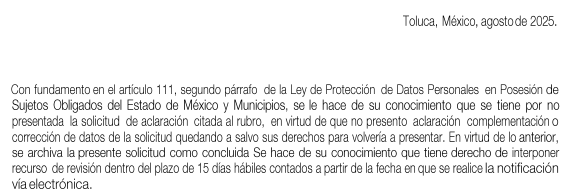 Toluca, México, agosto de 2025.
Con fundamento en el artículo 111, segundo párrafo de la Ley de Protección de Datos Personales en Posesión de
Sujetos Obligados del Estado de México y Municipios, se le hace de su conocimiento que se tiene por no
presentada la solicitud de aclaración citada al rubro, en virtud de que no presento aclaración complementación o
corrección de datos de la solicitud quedando a salvo sus derechos para volvería a presentar. En virtud de lo anterior,
se archiva la presente solicitud como concluida Se hace de su conocimiento que tiene derecho de interponer
recurso de revisión dentro del plazo de 15 días hábiles contados a partir de la fecha en que se realice la notificación
vía electrónica.